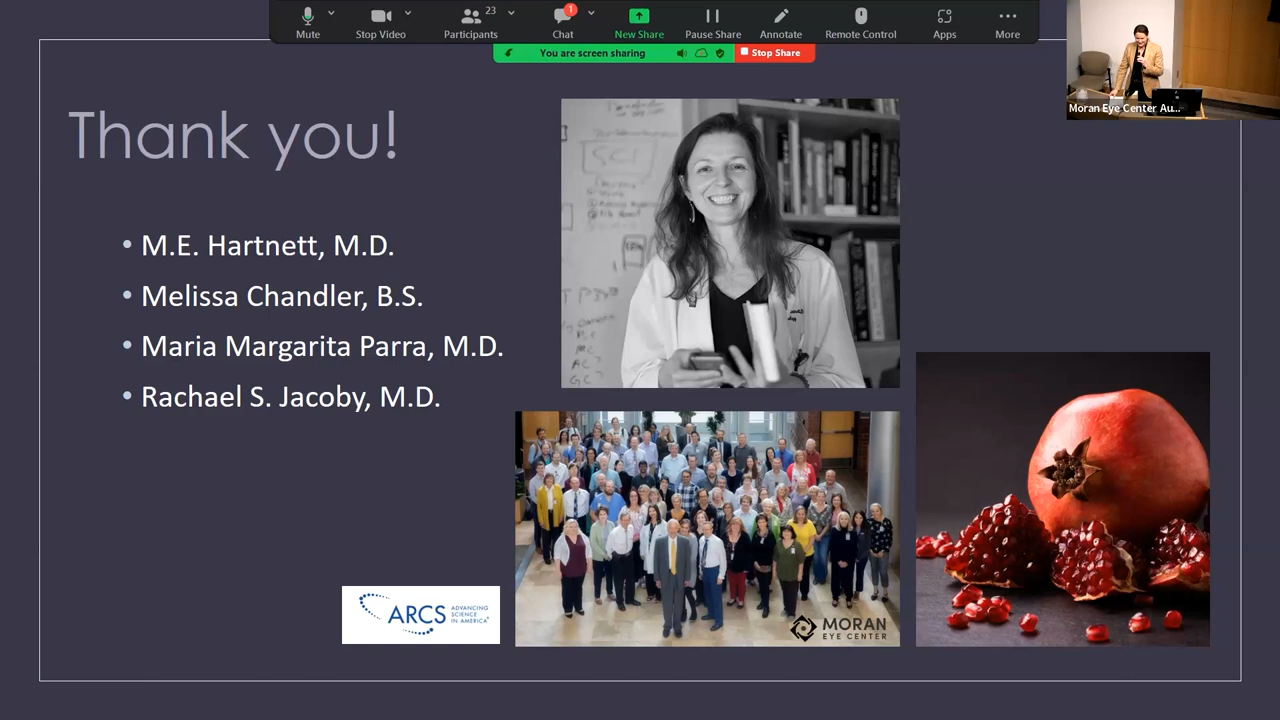 Mute
Stop Video
Participants
23
Chat
1
New Share
Pause Share
Annotate
Remote Control
Apps
More
You are screen sharing
Stop Share
Moran Eye Center Au...
Thank you!
• M.E. Hartnett, M.D.
• Melissa Chandler, B.S.
• Maria Margarita Parra, M.D.
• Rachael S. Jacoby, M.D.
SCI
ARCS
ADVANCING
SCIENCE
IN AMERICA
MORAN
EYE CENTER